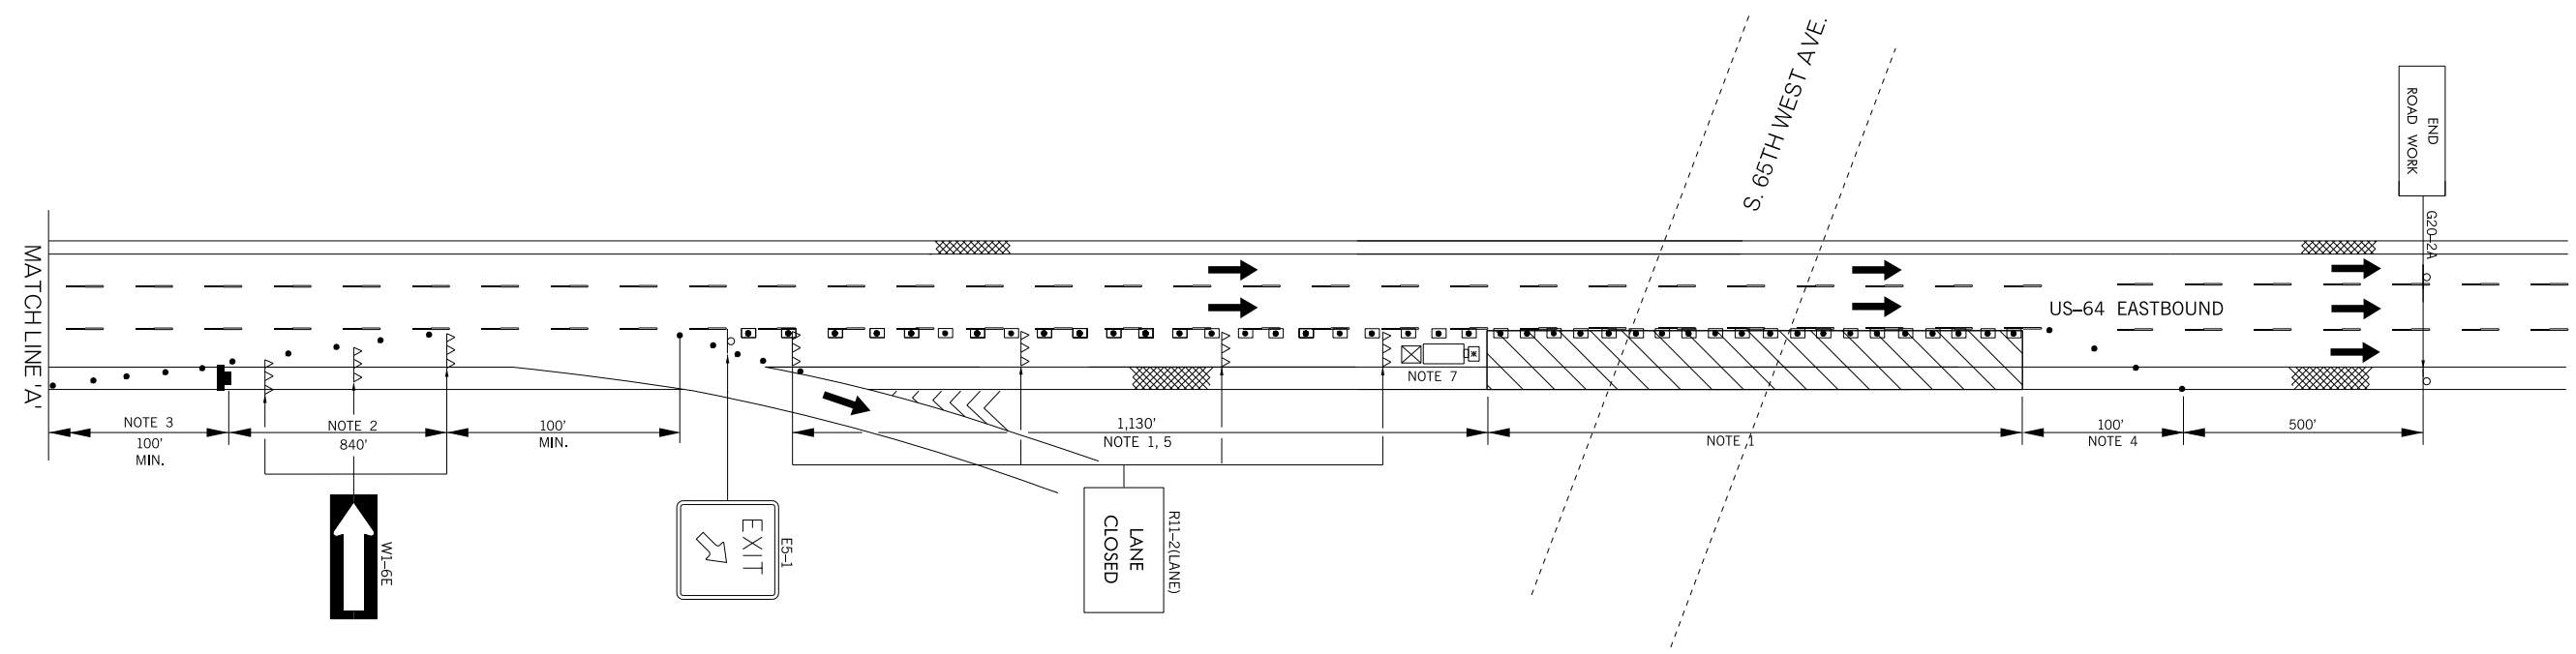 S. 65TH WEST AVE.
END
ROAD WORK
G20-2A
MATCH LINE 'A'
US-64 EASTBOUND
NOTE 7
NOTE 3
100'
MIN.
NOTE 2
840'
100'
MIN.
1,130'
NOTE 1, 5
NOTE 1
100'
NOTE 4
500'
W1-6E
EXIT
E5-1
LANE
CLOSED
R11-2(LANE)